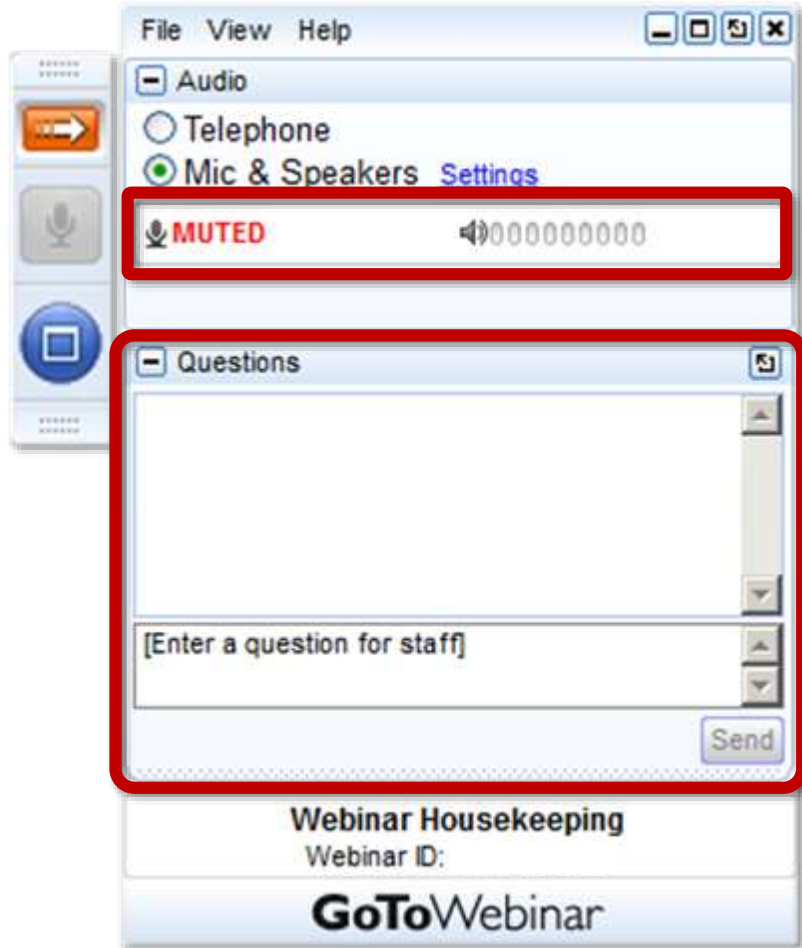 File View Help
Audio
Telephone
Mic & Speakers Settings
MUTED 000000000
Questions
[Enter a question for staff]
Send
Webinar Housekeeping
Webinar ID:
GoToWebinar